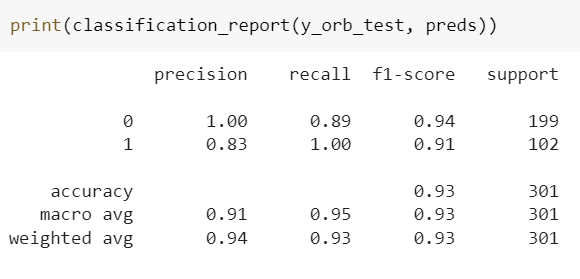 print(classification_report(y_orb_test, preds))
precision recall f1-score support
0 1.00 0.89 0.94 199
1 0.83 1.00 0.91 102
accuracy 0.93 301
macro avg 0.91 0.95 0.93 301
weighted avg 0.94 0.93 0.93 301